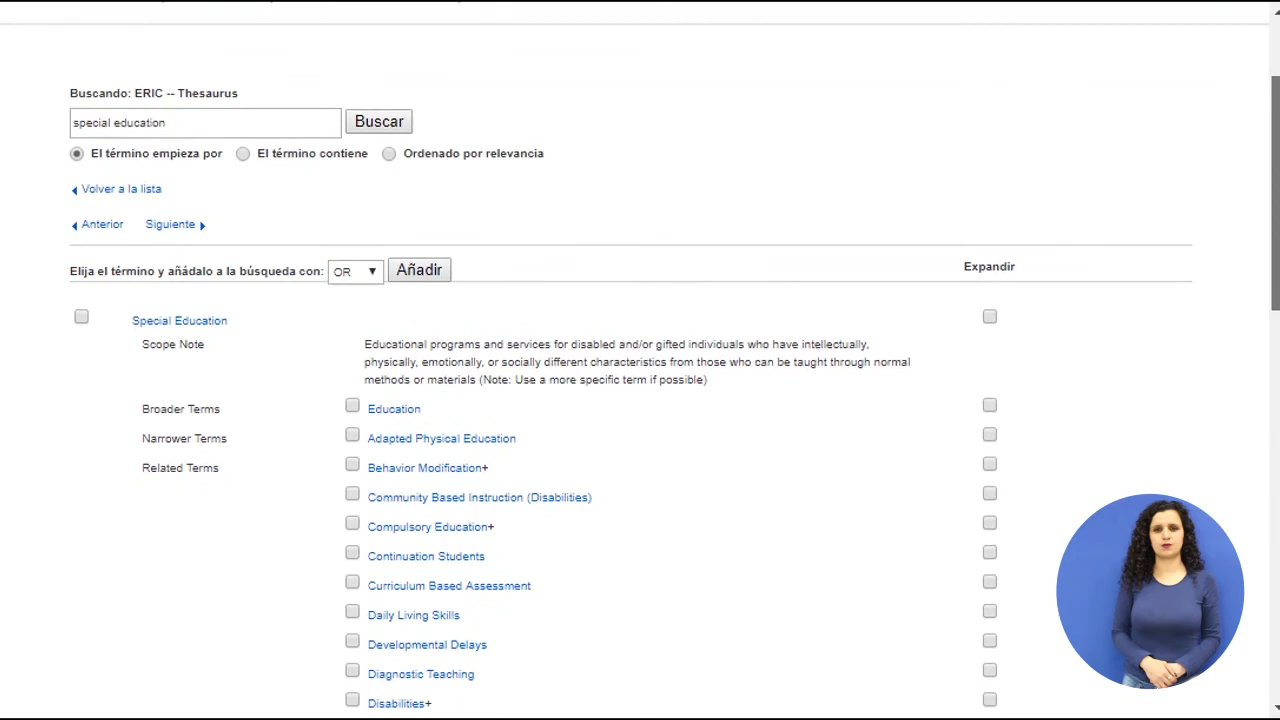 Buscando: ERIC -- Thesaurus
special education
Buscar
El término empieza por El término contiene Ordenado por relevancia
Volver a la lista
Anterior Siguiente
Elija el término y añádalo a la búsqueda con: OR Añadir Expandir
Special Education
Scope Note Educational programs and services for disabled and/or gifted individuals who have intellectually,
physically, emotionally, or socially different characteristics from those who can be taught through normal
methods or materials (Note: Use a more specific term if possible)
Broader Terms Education
Narrower Terms Adapted Physical Education
Related Terms Behavior Modification+
Community Based Instruction (Disabilities)
Compulsory Education+
Continuation Students
Curriculum Based Assessment
Daily Living Skills
Developmental Delays
Diagnostic Teaching
Disabilities+